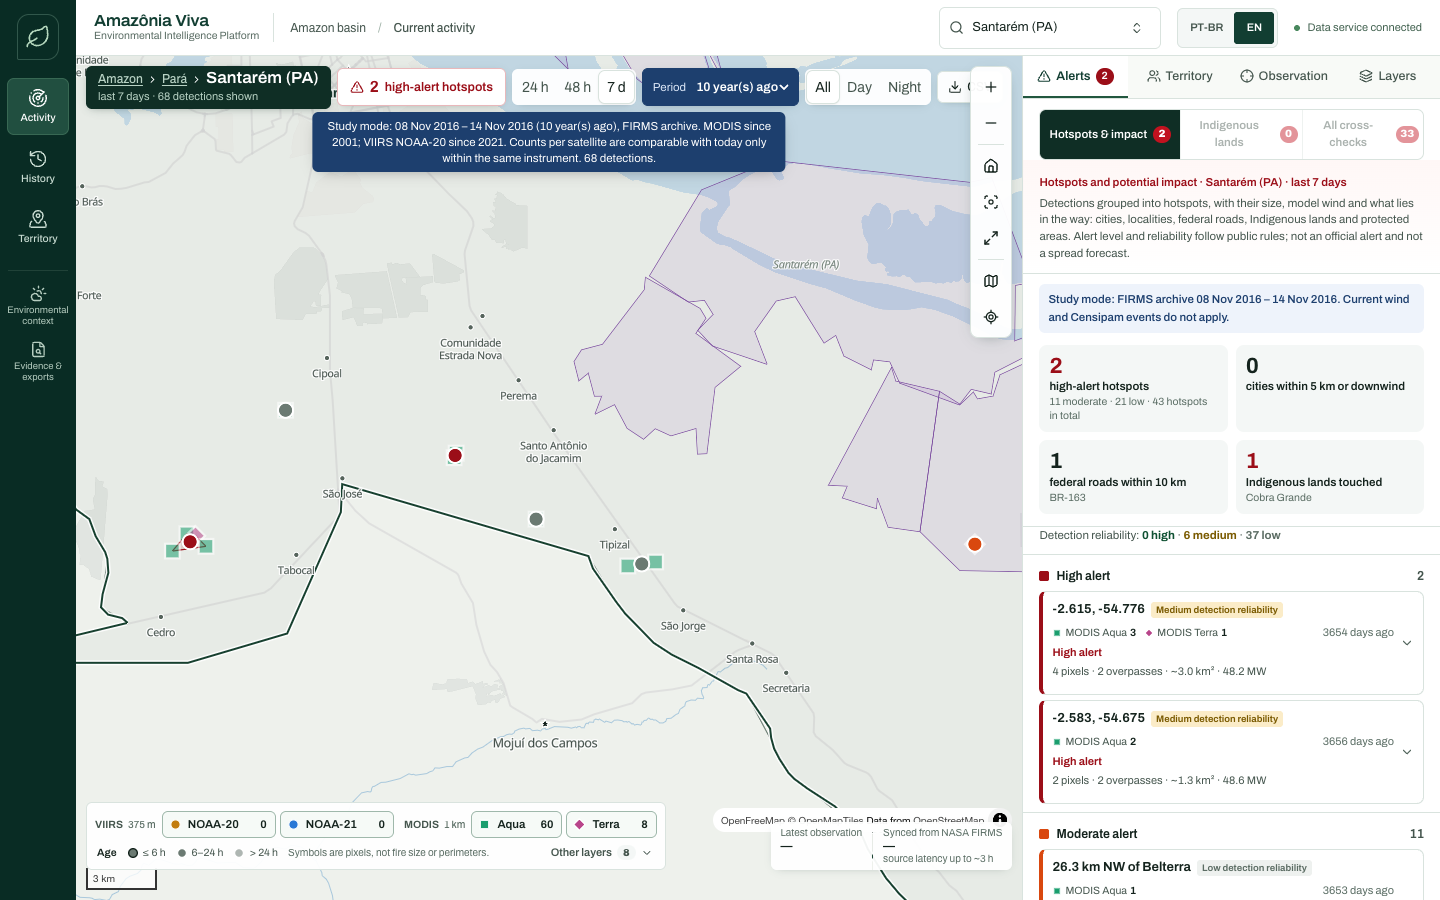 Amazônia Viva
Environmental Intelligence Platform
Amazon basin / Current activity
Santarém (PA)
PT-BR EN
Data service connected
Activity
History
Territory
Environmental
context
Evidence &
exports
Amazon › Pará › Santarém (PA)
last 7 days · 68 detections shown
2 high-alert hotspots
24 h 48 h 7 d
Period 10 year(s) ago
All Day Night
Study mode: 08 Nov 2016 – 14 Nov 2016 (10 year(s) ago), FIRMS archive. MODIS since
2001; VIIRS NOAA-20 since 2021. Counts per satellite are comparable with today only
within the same instrument. 68 detections.
Santarém (PA)
Comunidade
Estrada Nova
Cipoal
Perema
Santo Antônio
do Jacamim
São José
Tipizal
Tabocal
Cedro
São Jorge
Santa Rosa
Secretaria
Mojuí dos Campos
o Brás
Forte
VIIRS 375 m NOAA-20 0 NOAA-21 0 MODIS 1 km Aqua 60 Terra 8
Age ≤ 6 h 6–24 h > 24 h Symbols are pixels, not fire size or perimeters. Other layers 8
3 km
OpenFreeMap © OpenMapTiles Data from OpenStreetMap
Latest observation
—
Synced from NASA FIRMS
—
source latency up to ~3 h
Alerts 2 Territory Observation Layers
Hotspots & impact 2
Indigenous
lands 0
All cross-
checks 33
Hotspots and potential impact · Santarém (PA) · last 7 days
Detections grouped into hotspots, with their size, model wind and what lies
in the way: cities, localities, federal roads, Indigenous lands and protected
areas. Alert level and reliability follow public rules; not an official alert and not
a spread forecast.
Study mode: FIRMS archive 08 Nov 2016 – 14 Nov 2016. Current wind
and Censipam events do not apply.
2
high-alert hotspots
11 moderate · 21 low · 43 hotspots
in total
0
cities within 5 km or downwind
1
federal roads within 10 km
BR-163
1
Indigenous lands touched
Cobra Grande
Detection reliability: 0 high · 6 medium · 37 low
High alert 2
-2.615, -54.776 Medium detection reliability
MODIS Aqua 3 MODIS Terra 1 3654 days ago
High alert
4 pixels · 2 overpasses · ~3.0 km² · 48.2 MW
-2.583, -54.675 Medium detection reliability
MODIS Aqua 2 3656 days ago
High alert
2 pixels · 2 overpasses · ~1.3 km² · 48.6 MW
Moderate alert 11
26.3 km NW of Belterra Low detection reliability
MODIS Aqua 1 3653 days ago